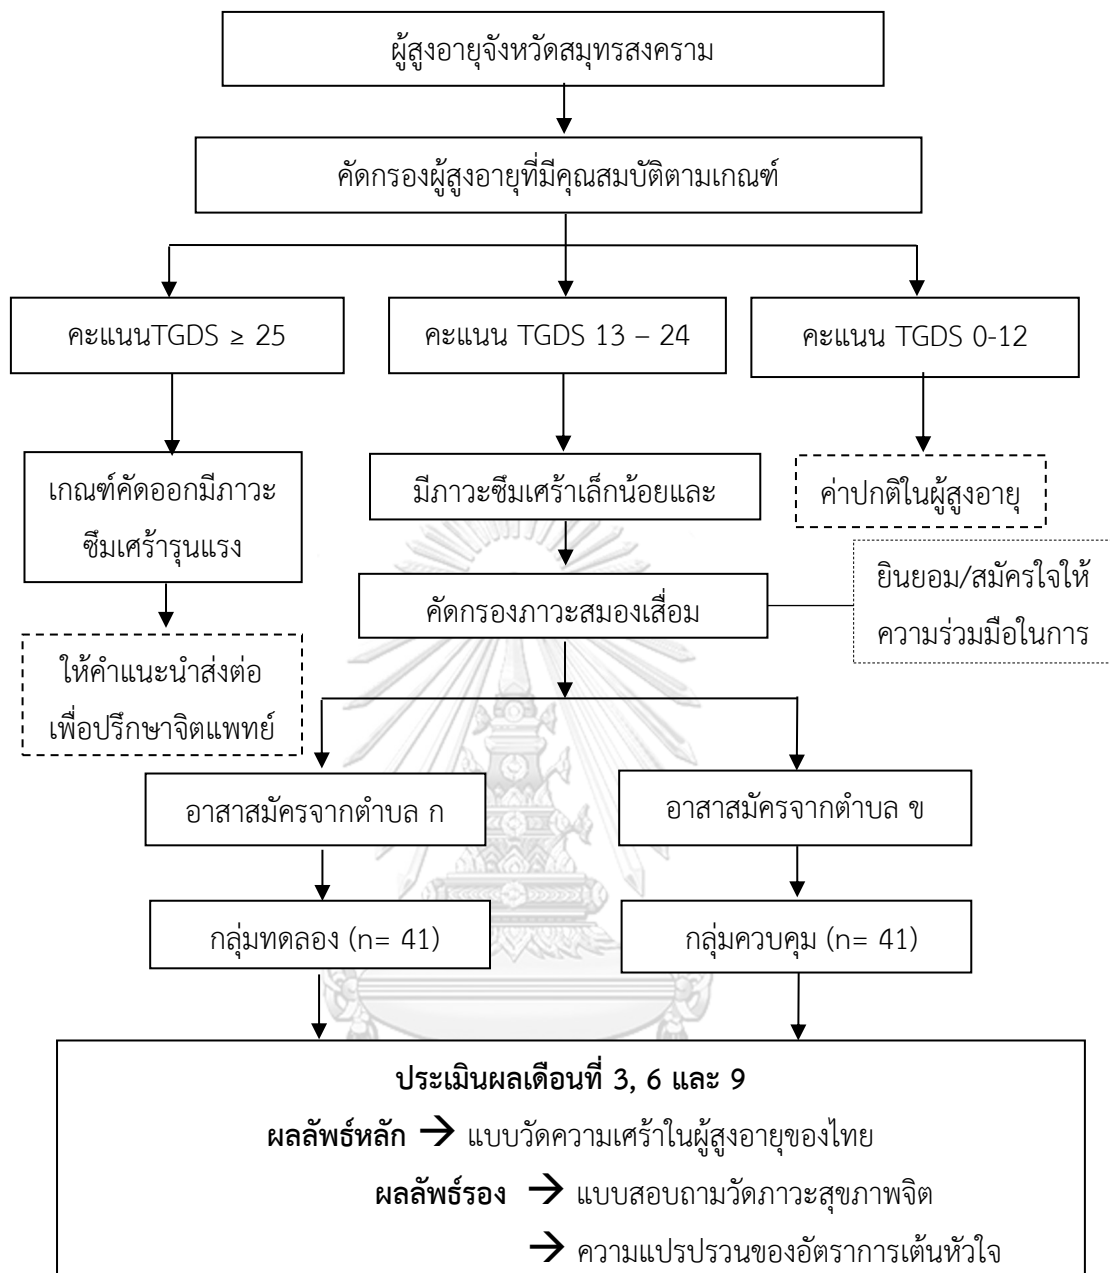 ผู้สูงอายุจังหวัดสมุทรสงคราม
คัดกรองผู้สูงอายุที่มีคุณสมบัติตามเกณฑ์
คะแนนTGDS ≥ 25
คะแนน TGDS 13 – 24
คะแนน TGDS 0-12
เกณฑ์คัดออกมีภาวะ
ซึมเศร้ารุนแรง
มีภาวะซึมเศร้าเล็กน้อยและ
ค่าปกติในผู้สูงอายุ
คัดกรองภาวะสมองเสื่อม
ยินยอม/สมัครใจให้
ความร่วมมือในการ
ให้คำแนะนำส่งต่อ
เพื่อปรึกษาจิตแพทย์
อาสาสมัครจากตำบล ก
อาสาสมัครจากตำบล ข
กลุ่มทดลอง (n= 41)
กลุ่มควบคุม (n= 41)
ประเมินผลเดือนที่ 3, 6 และ 9
ผลลัพธ์หลัก → แบบวัดความเศร้าในผู้สูงอายุของไทย
ผลลัพธ์รอง → แบบสอบถามวัดภาวะสุขภาพจิต
→ ความแปรปรวนของอัตราการเต้นหัวใจ